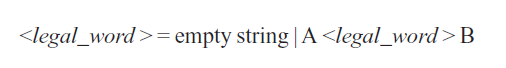 <legal_word> = empty string | A <legal_word> B